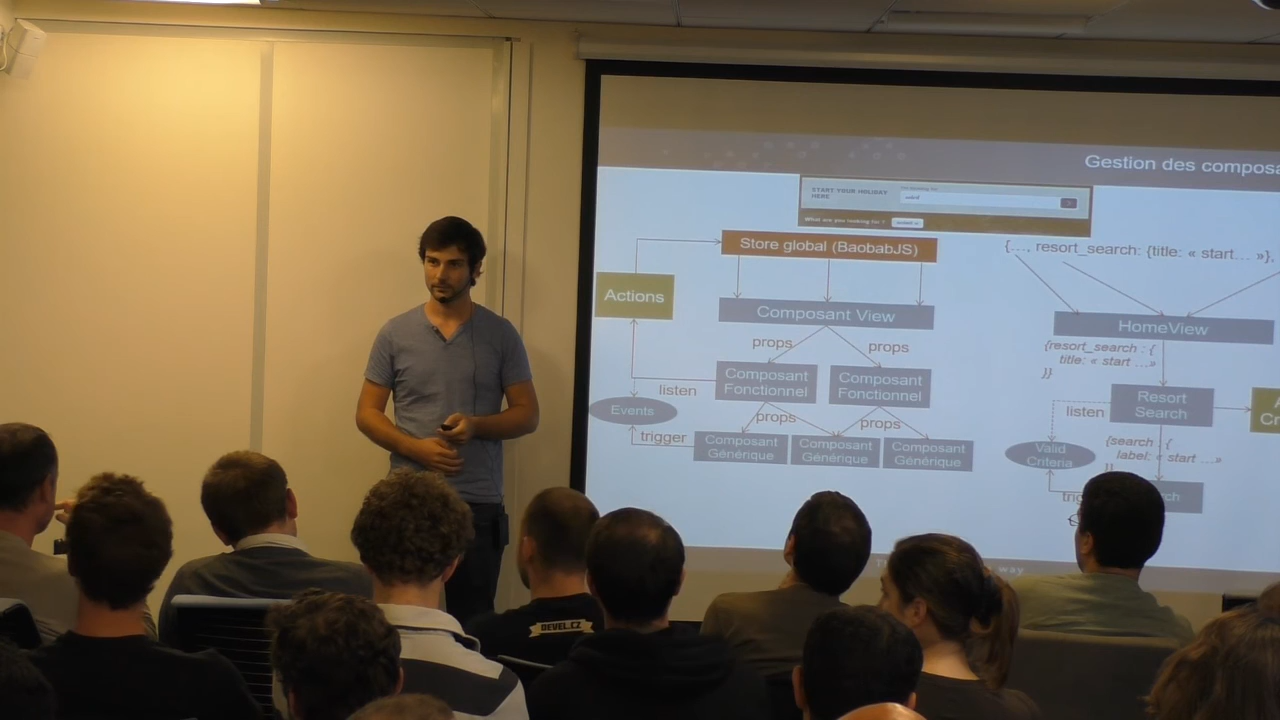 Gestion des composa
START YOUR HOLIDAY
HERE
What are you looking for ?
Store global (BaobabJS)
{..., resort_search: {title: « start... »},
Actions
Composant View
HomeView
props
props
{resort_search : {
title: « start ...»
}}
Composant
Fonctionnel
Composant
Fonctionnel
Resort
Search
listen
listen
Events
props
props
trigger
Composant
Générique
Composant
Générique
Composant
Générique
{search : {
label: « start ...»
}}
Valid
Criteria
way
DEVEL.CZ